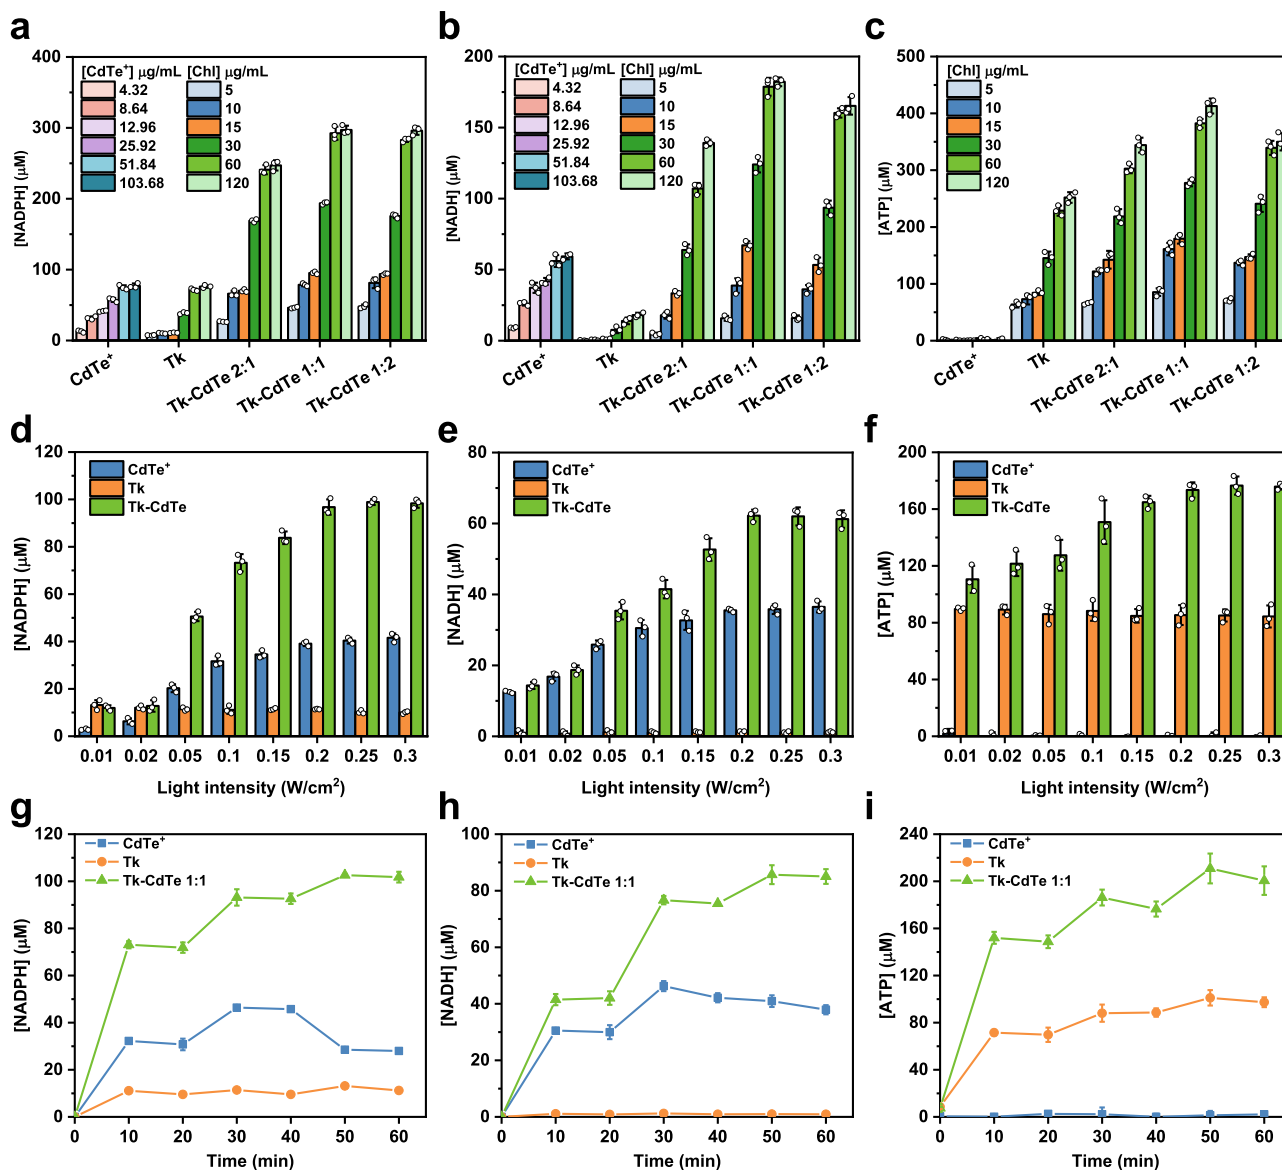 a
[NADPH] (μM)
400
300
200
100
0
[CdTe⁺] μg/mL
4.32
8.64
12.96
25.92
51.84
103.68
[Chl] μg/mL
5
10
15
30
60
120
CdTe⁺
Tk
Tk-CdTe 2:1
Tk-CdTe 1:1
Tk-CdTe 1:2
b
[NADH] (μM)
200
150
100
50
0
[CdTe⁺] μg/mL
4.32
8.64
12.96
25.92
51.84
103.68
[Chl] μg/mL
5
10
15
30
60
120
CdTe⁺
Tk
Tk-CdTe 2:1
Tk-CdTe 1:1
Tk-CdTe 1:2
c
[ATP] (μM)
500
400
300
200
100
0
[Chl] μg/mL
5
10
15
30
60
120
CdTe⁺
Tk
Tk-CdTe 2:1
Tk-CdTe 1:1
Tk-CdTe 1:2
d
[NADPH] (μM)
120
100
80
60
40
20
0
CdTe⁺
Tk
Tk-CdTe
0.01 0.02 0.05 0.1 0.15 0.2 0.25 0.3
Light intensity (W/cm²)
e
[NADH] (μM)
80
60
40
20
0
CdTe⁺
Tk
Tk-CdTe
0.01 0.02 0.05 0.1 0.15 0.2 0.25 0.3
Light intensity (W/cm²)
f
[ATP] (μM)
200
160
120
80
40
0
CdTe⁺
Tk
Tk-CdTe
0.01 0.02 0.05 0.1 0.15 0.2 0.25 0.3
Light intensity (W/cm²)
g
[NADPH] (μM)
120
100
80
60
40
20
0
CdTe⁺
Tk
Tk-CdTe 1:1
0 10 20 30 40 50 60
Time (min)
h
[NADH] (μM)
100
80
60
40
20
0
CdTe⁺
Tk
Tk-CdTe 1:1
0 10 20 30 40 50 60
Time (min)
i
[ATP] (μM)
240
200
160
120
80
40
0
CdTe⁺
Tk
Tk-CdTe 1:1
0 10 20 30 40 50 60
Time (min)